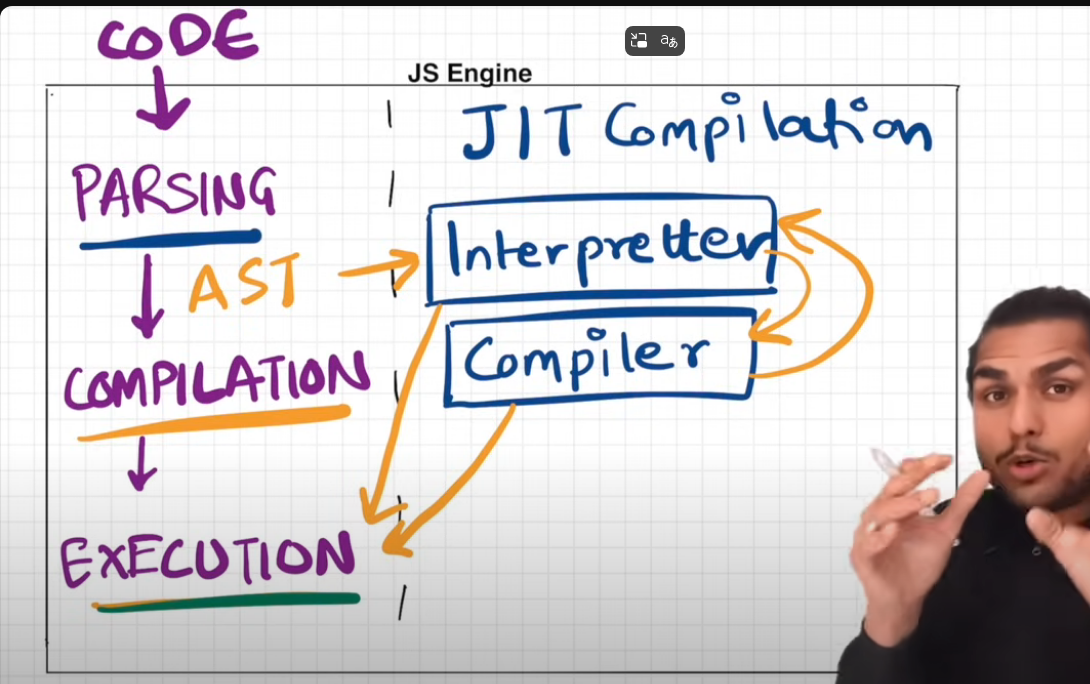 CODE
JS Engine
JIT Compilation
PARSING
Interpretter
AST
Compiler
COMPILATION
EXECUTION